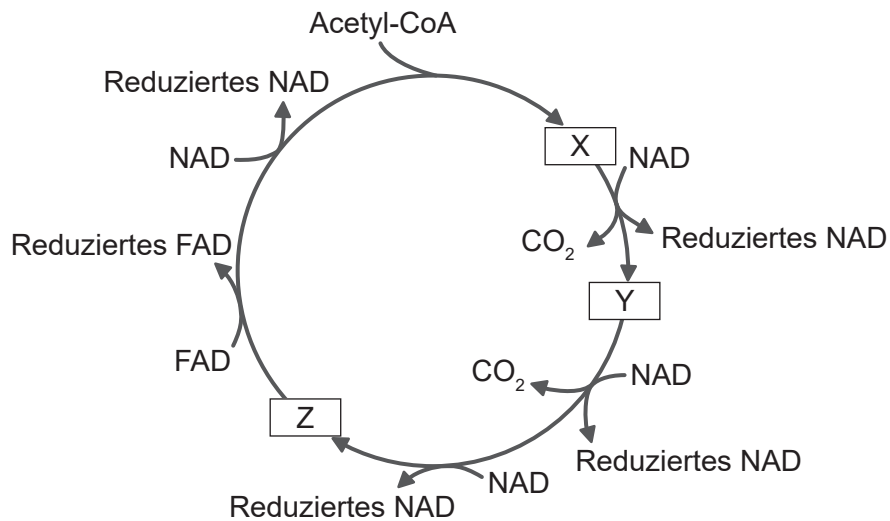 Acetyl-CoA
Reduziertes NAD
NAD
X
NAD
CO₂
Reduziertes NAD
Reduziertes FAD
Y
FAD
CO₂
NAD
Z
Reduziertes NAD
NAD
Reduziertes NAD